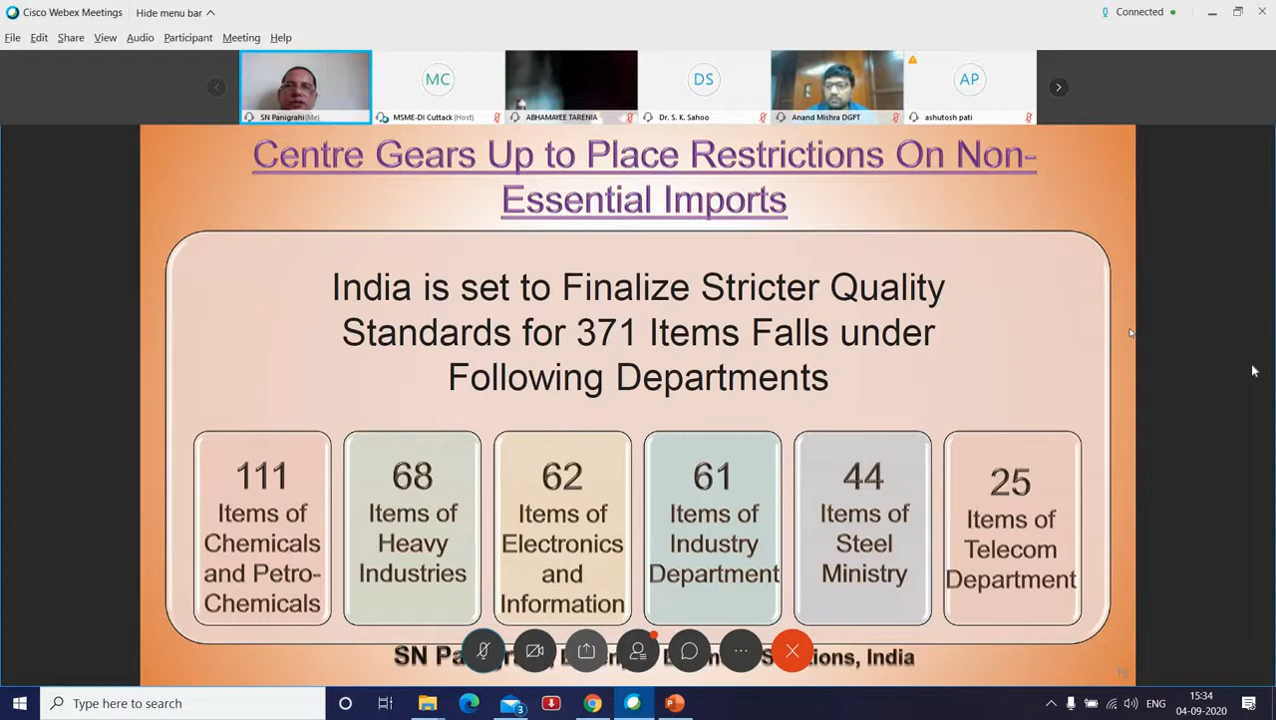 Cisco Webex Meetings Hide menu bar Connected
File Edit Share View Audio Participant Meeting Help
MC DS AP
SN Panigrahi (Me) MSME-DI Cuttack (Host) ABHAMAYEE TARENIA Dr. S. K. Sahoo Anand Mishra DGFT ashutosh pati
Centre Gears Up to Place Restrictions On Non-
Essential Imports
India is set to Finalize Stricter Quality
Standards for 371 Items Falls under
Following Departments
111
Items of
Chemicals
and Petro-
Chemicals
68
Items of
Heavy
Industries
62
Items of
Electronics
and
Information
61
Items of
Industry
Department
44
Items of
Steel
Ministry
25
Items of
Telecom
Department
SN India
Type here to search
3
ENG
15:34
04-09-2020